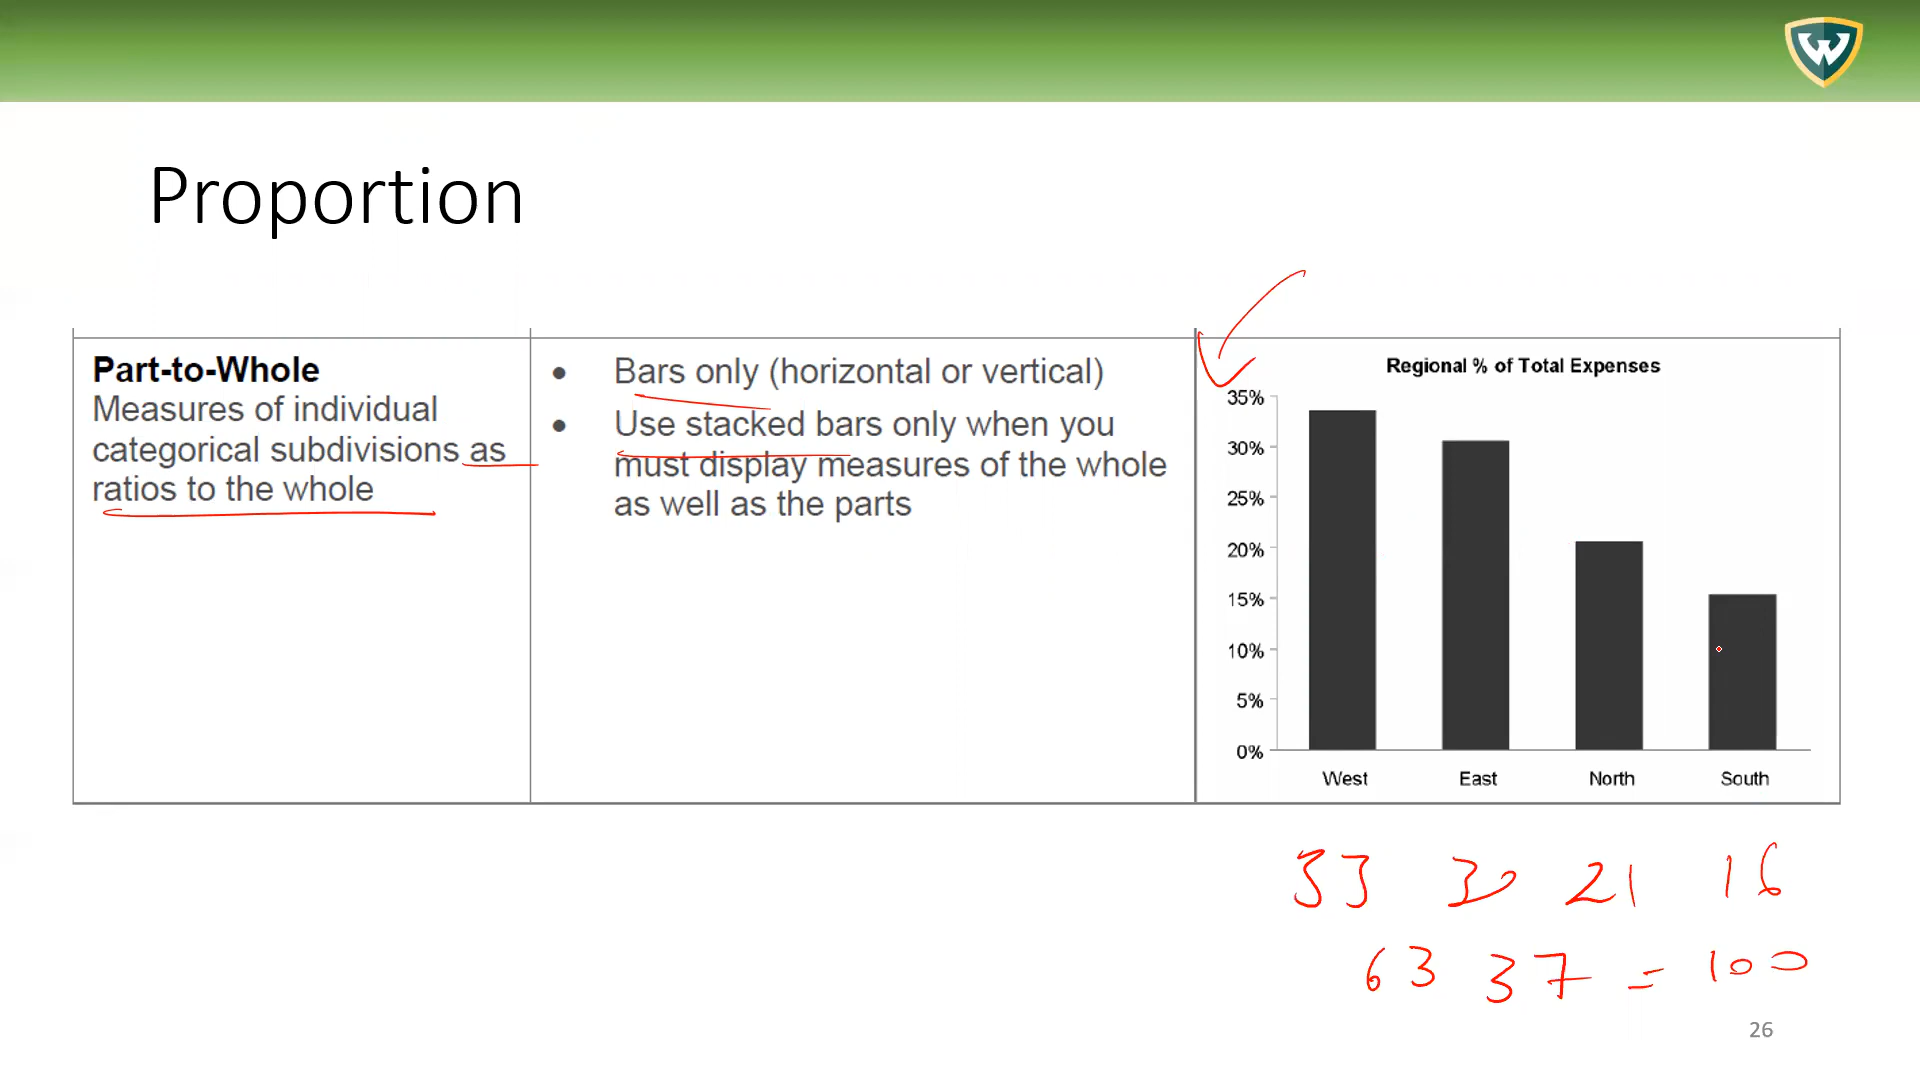 W
Proportion
Part-to-Whole
Measures of individual
categorical subdivisions as
ratios to the whole
• Bars only (horizontal or vertical)
• Use stacked bars only when you
must display measures of the whole
as well as the parts
Regional % of Total Expenses
35%
30%
25%
20%
15%
10%
5%
0%
West East North South
33 30 21 16
63 37 = 100
26